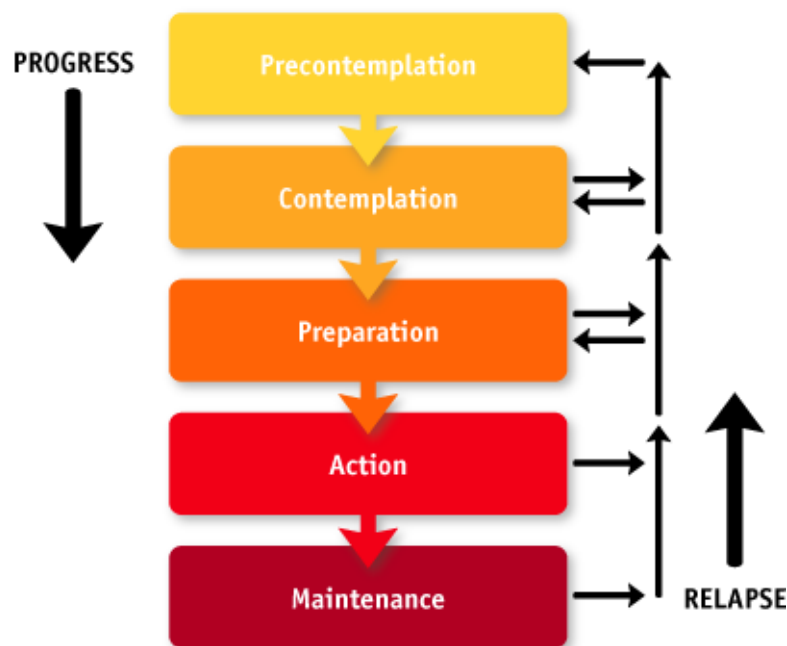 PROGRESS
Precontemplation
Contemplation
Preparation
Action
Maintenance
RELAPSE